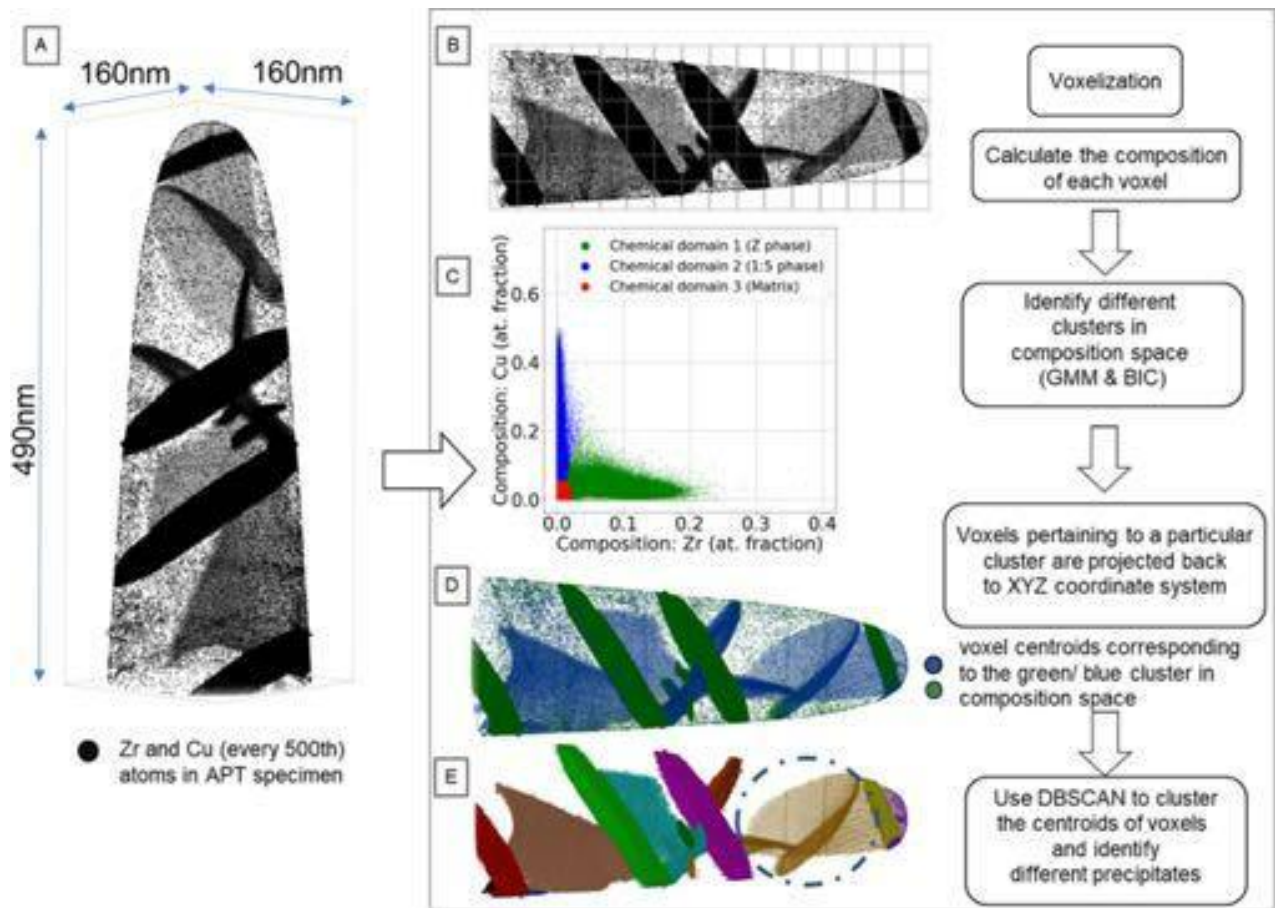 A
160nm
160nm
490nm
Zr and Cu (every 500th)
atoms in APT specimen
B
C
Chemical domain 1 (Z phase)
Chemical domain 2 (1:5 phase)
Chemical domain 3 (Matrix)
Composition: Cu (at. fraction)
0.6
0.4
0.2
0.0
0.0
0.1
0.2
0.3
0.4
Composition: Zr (at. fraction)
D
voxel centroids corresponding
to the green/ blue cluster in
composition space
E
Voxelization
Calculate the composition
of each voxel
Identify different
clusters in
composition space
(GMM & BIC)
Voxels pertaining to a particular
cluster are projected back
to XYZ coordinate system
Use DBSCAN to cluster
the centroids of voxels
and identify
different precipitates